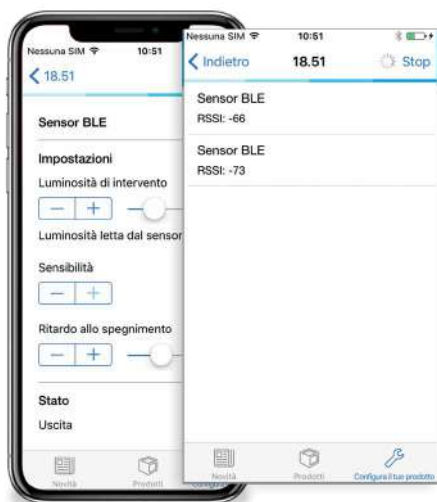 Nessuna SIM 10:51
18.51
Sensor BLE
Impostazioni
Luminosità di intervento
− +
Luminosità letta dal sensor
Sensibilità
− +
Ritardo allo spegnimento
− +
Stato
Uscita
Novità Prodotti
Nessuna SIM 10:51
Indietro 18.51 Stop
Sensor BLE
RSSI: -66
Sensor BLE
RSSI: -73
Novità Prodotti Configura il tuo prodotto